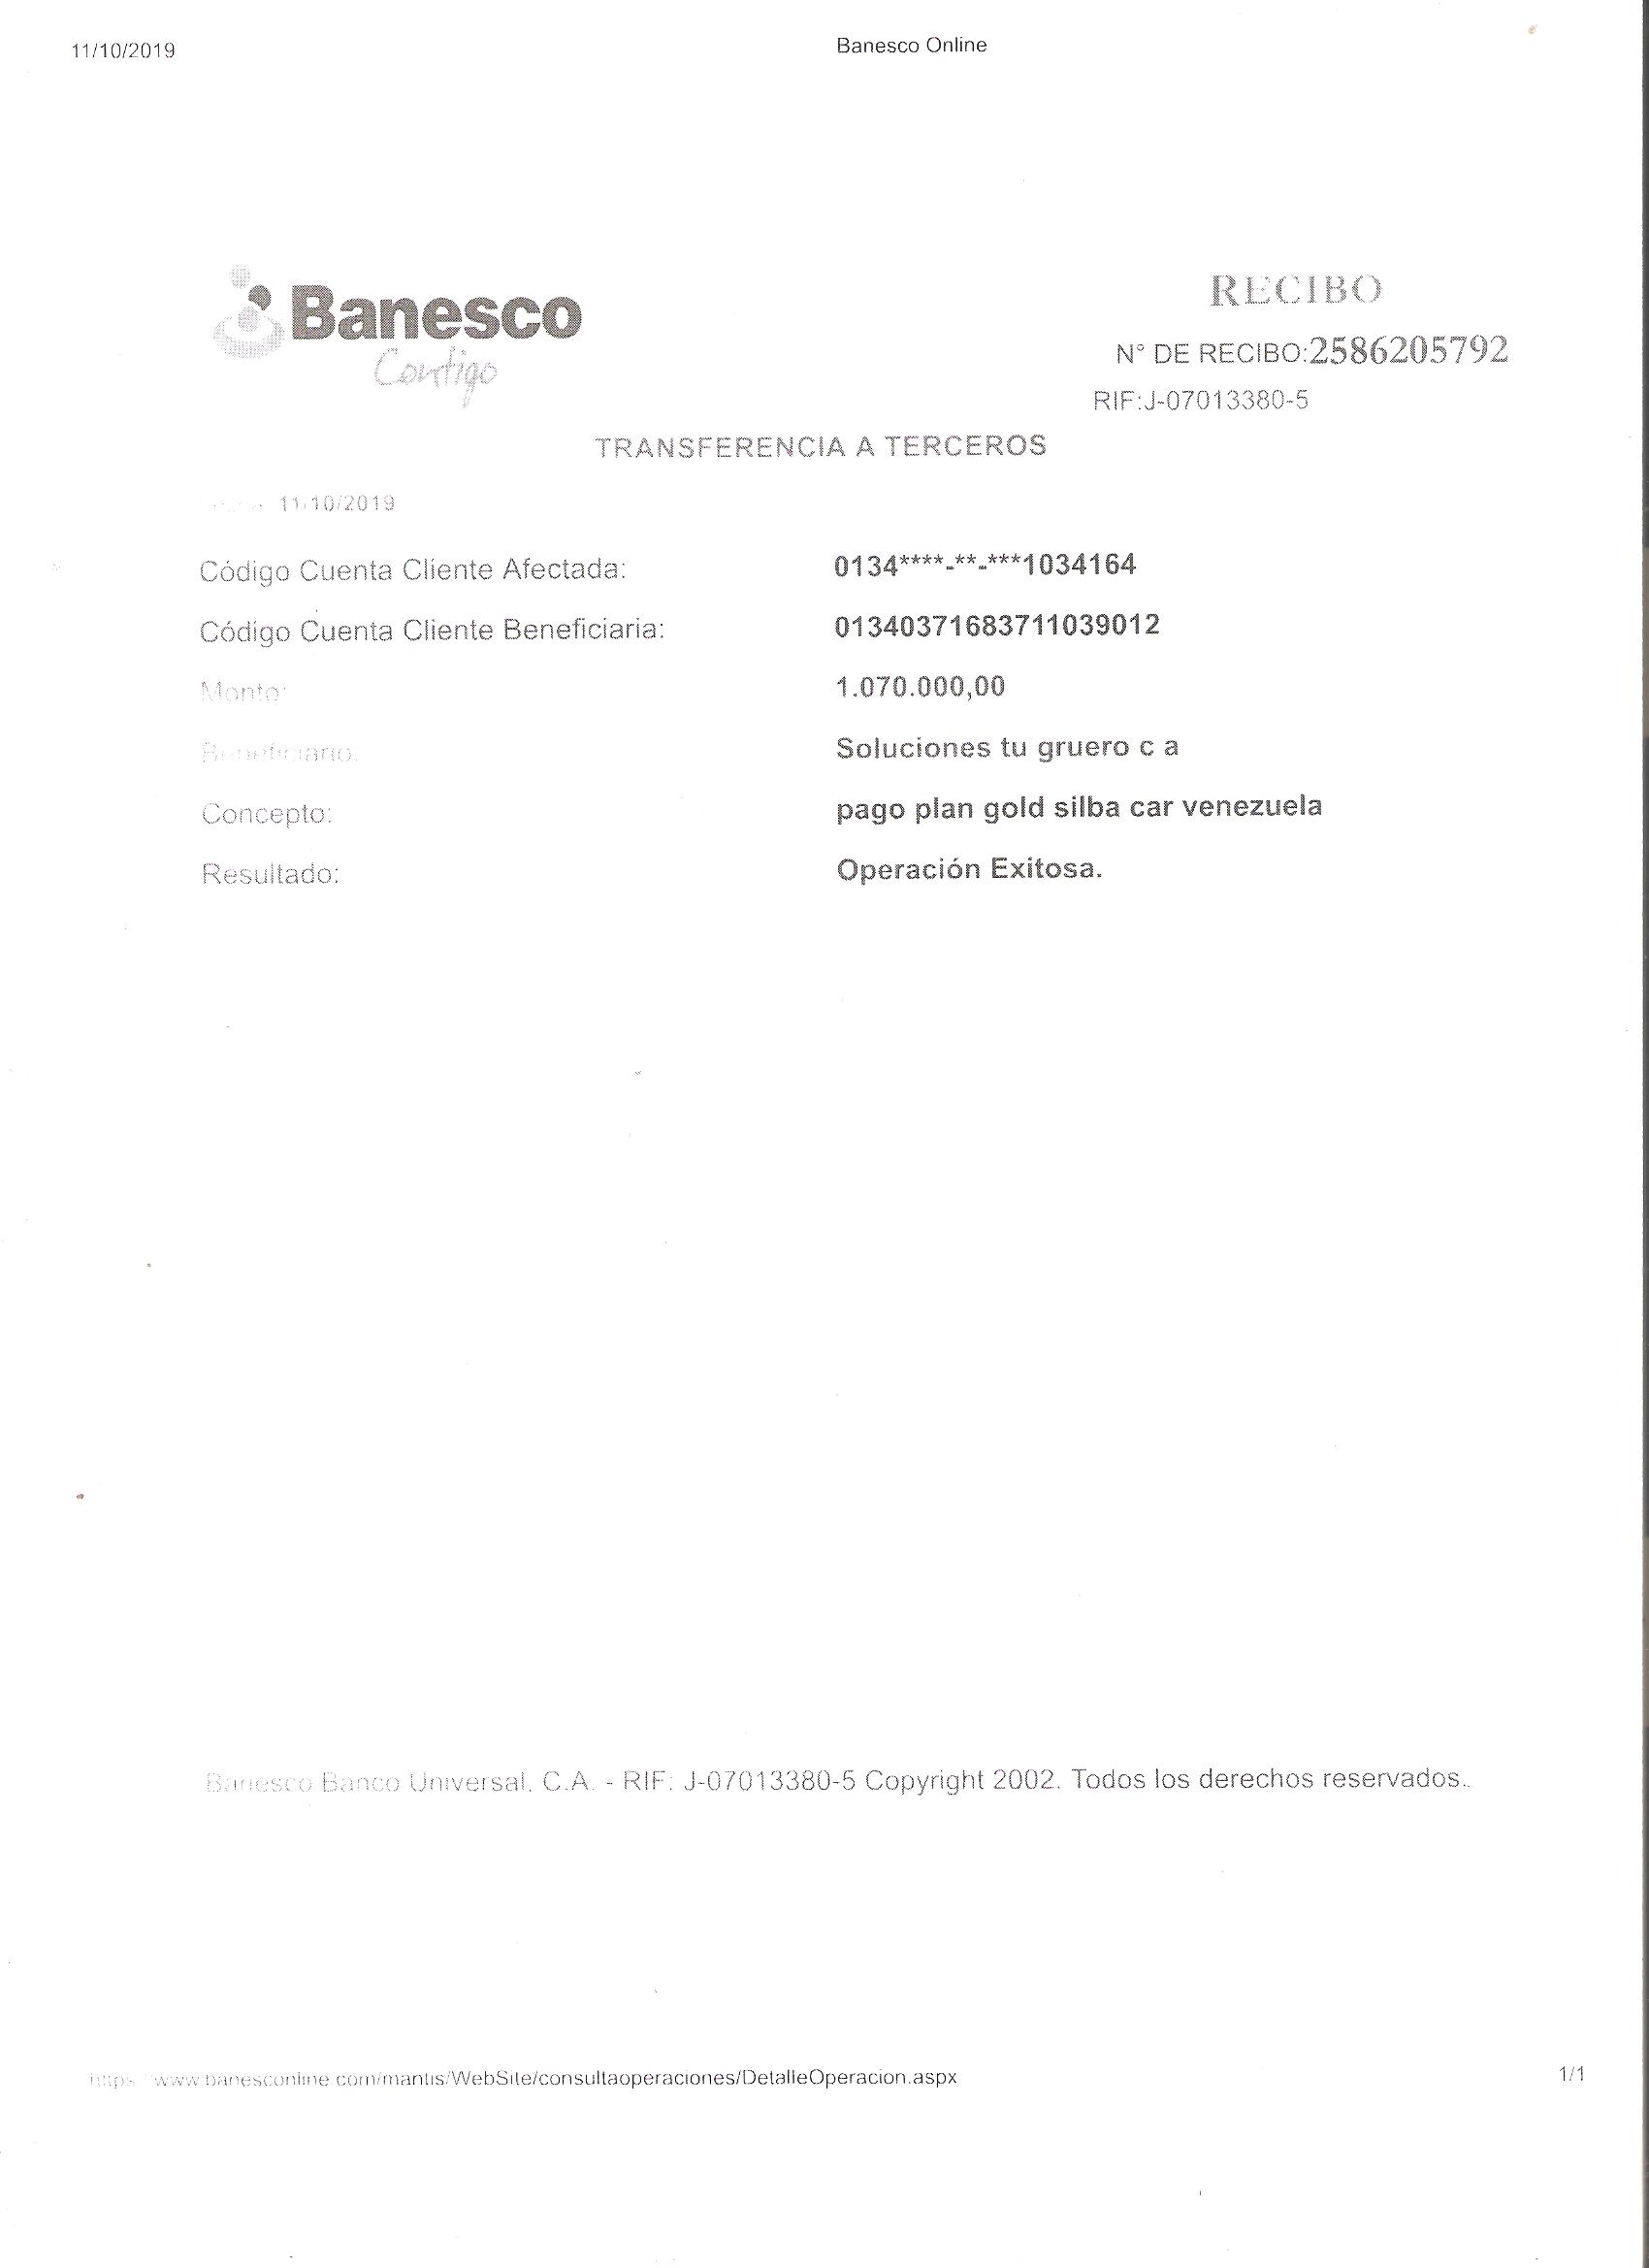 11/10/2019
Banesco Online
Banesco
Contigo
RECIBO
N° DE RECIBO:2586205792
RIF:J-07013380-5
TRANSFERENCIA A TERCEROS
11/10/2019
Código Cuenta Cliente Afectada: 0134****-**-***1034164
Código Cuenta Cliente Beneficiaria: 01340371683711039012
Monto: 1.070.000,00
Beneficiario: Soluciones tu gruero c a
Concepto: pago plan gold silba car venezuela
Resultado: Operación Exitosa.
Banesco Banco Universal, C.A. - RIF: J-07013380-5 Copyright 2002. Todos los derechos reservados..
https://www.banesconline.com/mantis/WebSite/consultaoperaciones/DetalleOperacion.aspx
1/1